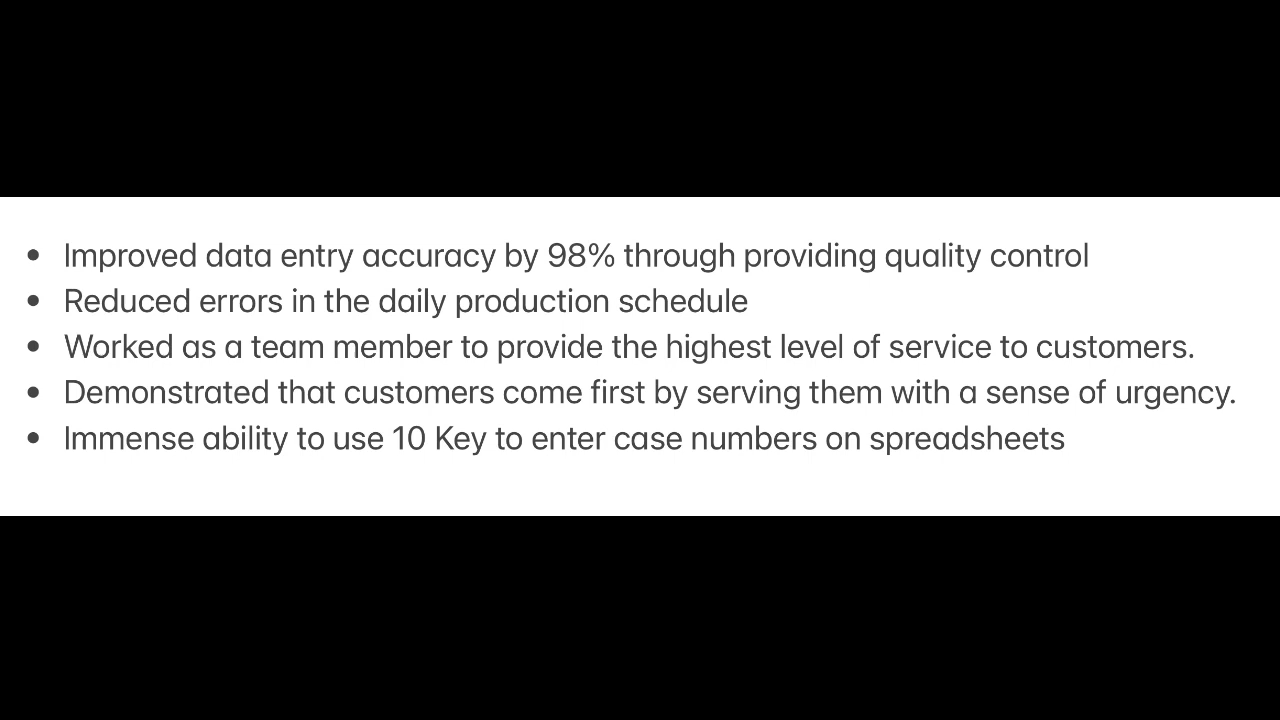 • Improved data entry accuracy by 98% through providing quality control
• Reduced errors in the daily production schedule
• Worked as a team member to provide the highest level of service to customers.
• Demonstrated that customers come first by serving them with a sense of urgency.
• Immense ability to use 10 Key to enter case numbers on spreadsheets